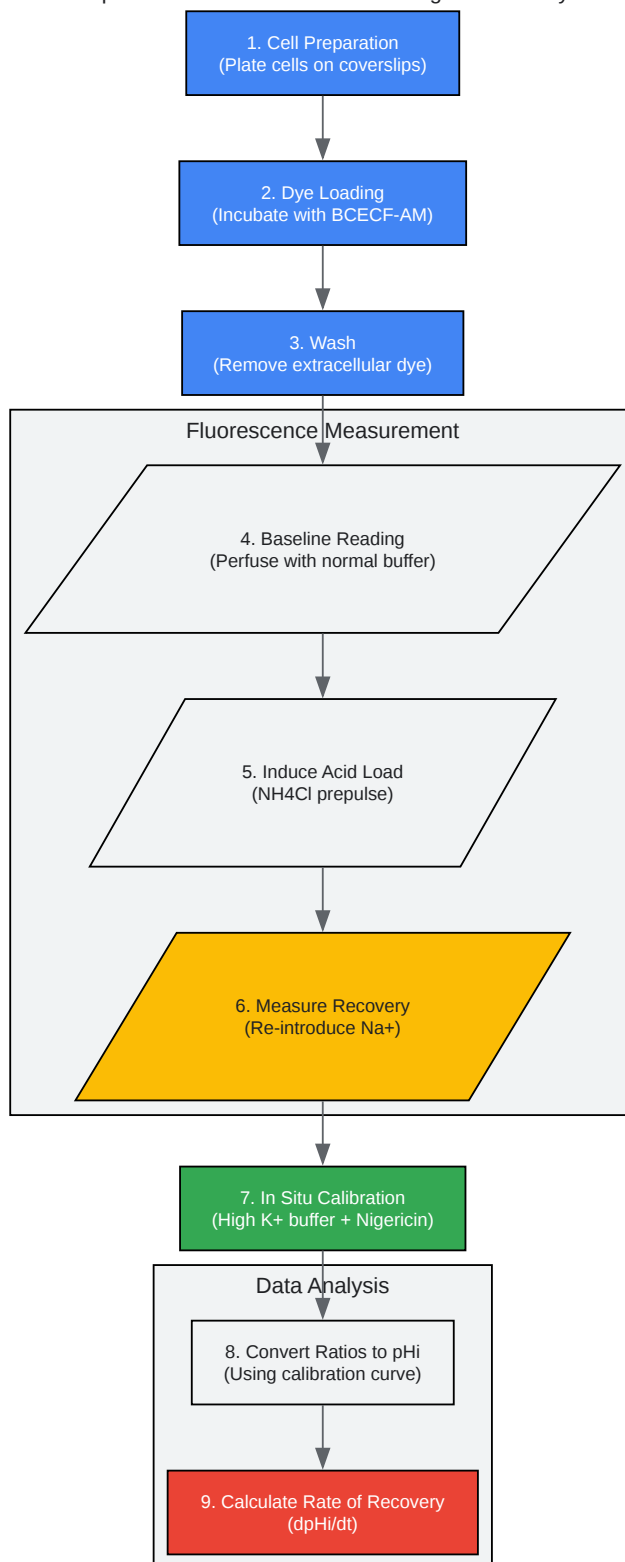 1. Cell Preparation
(Plate cells on coverslips)
2. Dye Loading
(Incubate with BCECF-AM)
3. Wash
(Remove extracellular dye)
Fluorescence Measurement
4. Baseline Reading
(Perfuse with normal buffer)
5. Induce Acid Load
(NH4Cl prepulse)
6. Measure Recovery
(Re-introduce Na+)
7. In Situ Calibration
(High K+ buffer + Nigericin)
Data Analysis
8. Convert Ratios to pHi
(Using calibration curve)
9. Calculate Rate of Recovery
(dpHi/dt)